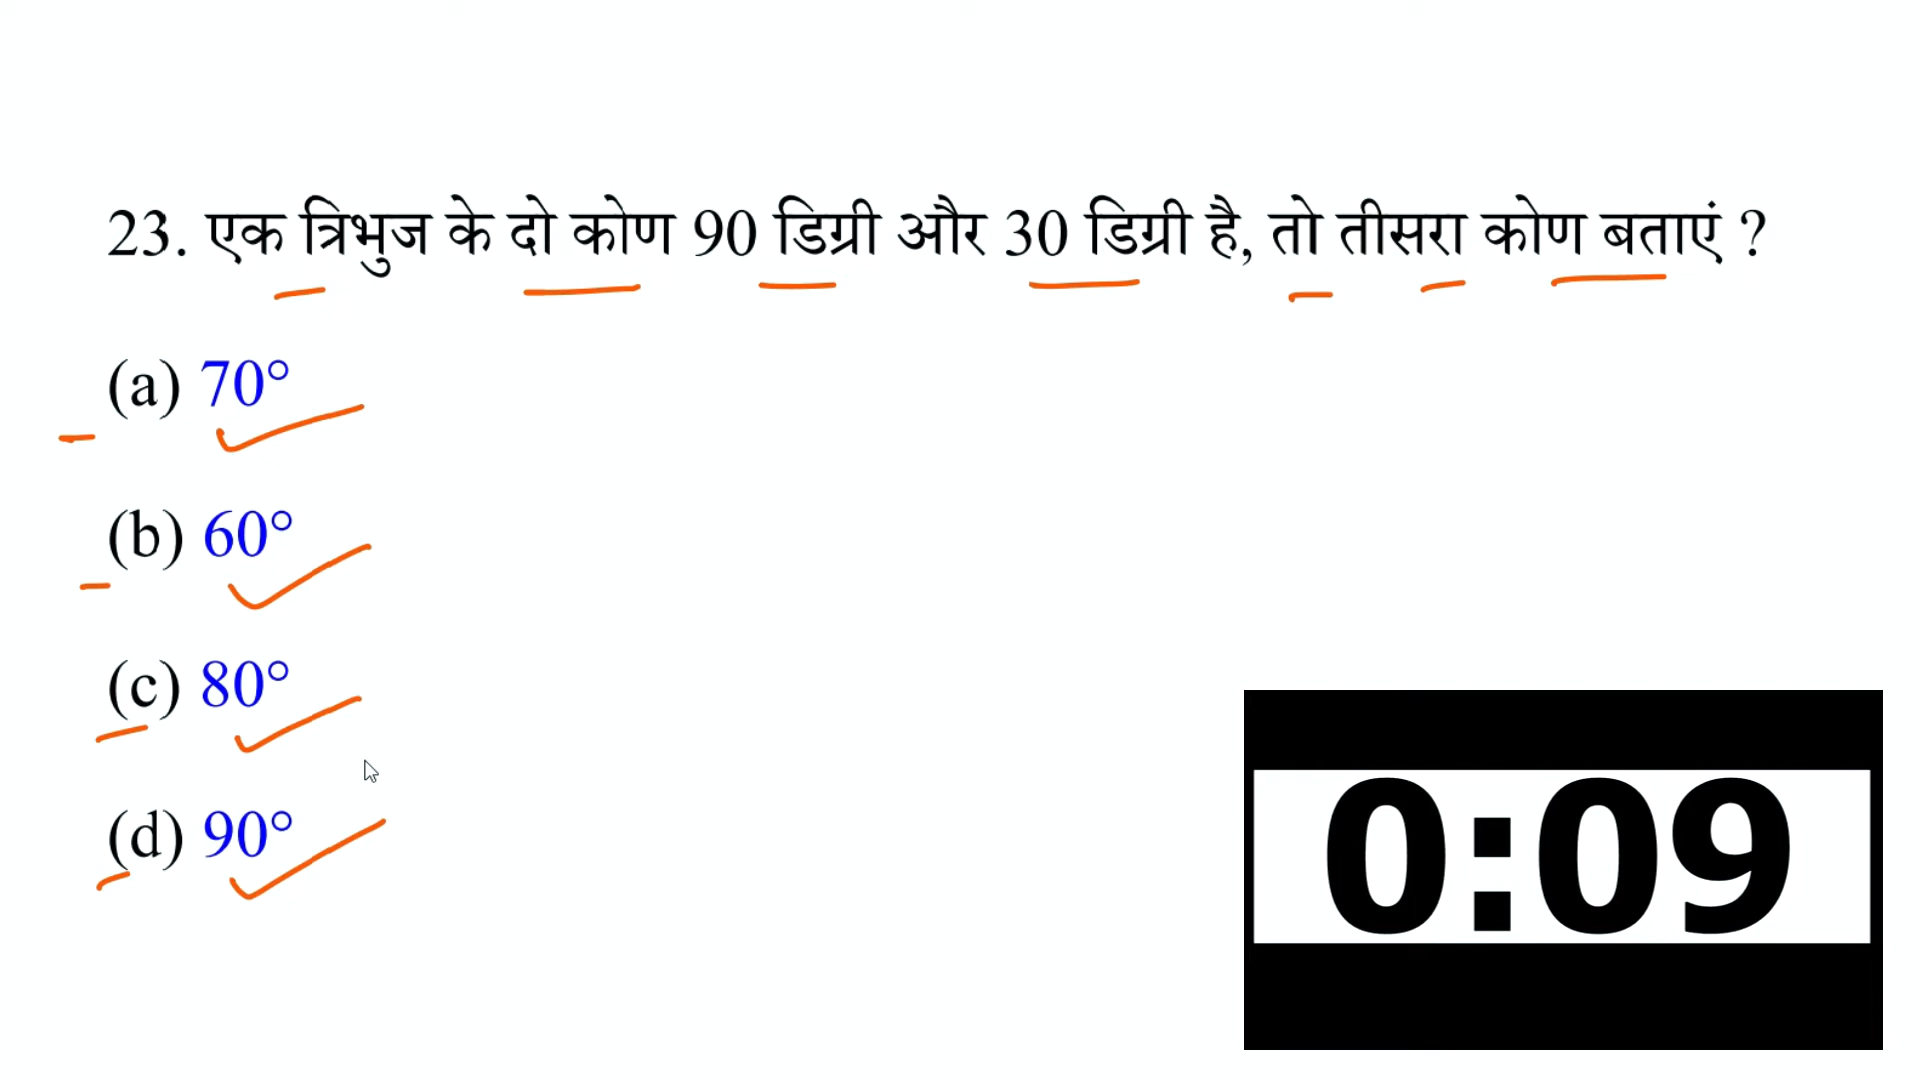 23. एक त्रिभुज के दो कोण 90 डिग्री और 30 डिग्री है, तो तीसरा कोण बताएं ?
(a) 70°
(b) 60°
(c) 80°
(d) 90°
0:09